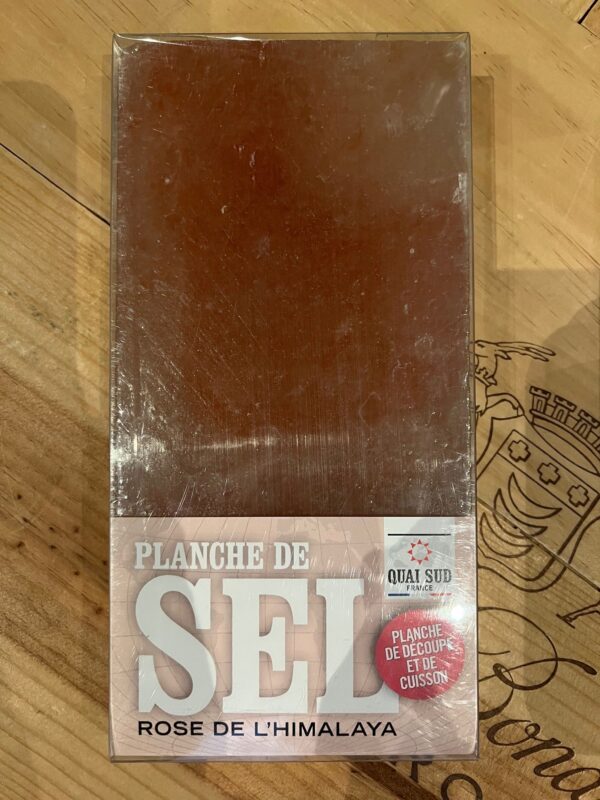 PLANCHE DE
SEL
ROSE DE L'HIMALAYA
QUAI SUD
FRANCE
PLANCHE
DE DÉCOUPE
ET DE
CUISSON